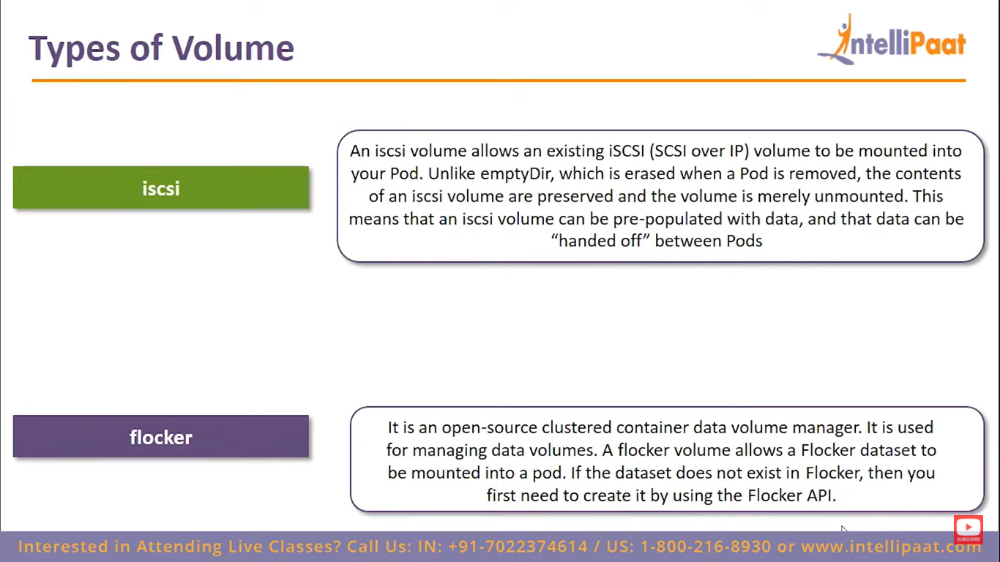 Types of Volume
IntelliPaat
iscsi
An iscsi volume allows an existing iSCSI (SCSI over IP) volume to be mounted into
your Pod. Unlike emptyDir, which is erased when a Pod is removed, the contents
of an iscsi volume are preserved and the volume is merely unmounted. This
means that an iscsi volume can be pre-populated with data, and that data can be
“handed off” between Pods
flocker
It is an open-source clustered container data volume manager. It is used
for managing data volumes. A flocker volume allows a Flocker dataset to
be mounted into a pod. If the dataset does not exist in Flocker, then you
first need to create it by using the Flocker API.
SUBSCRIBE
Interested in Attending Live Classes? Call Us: IN: +91-7022374614 / US: 1-800-216-8930 or www.intellipaat.com